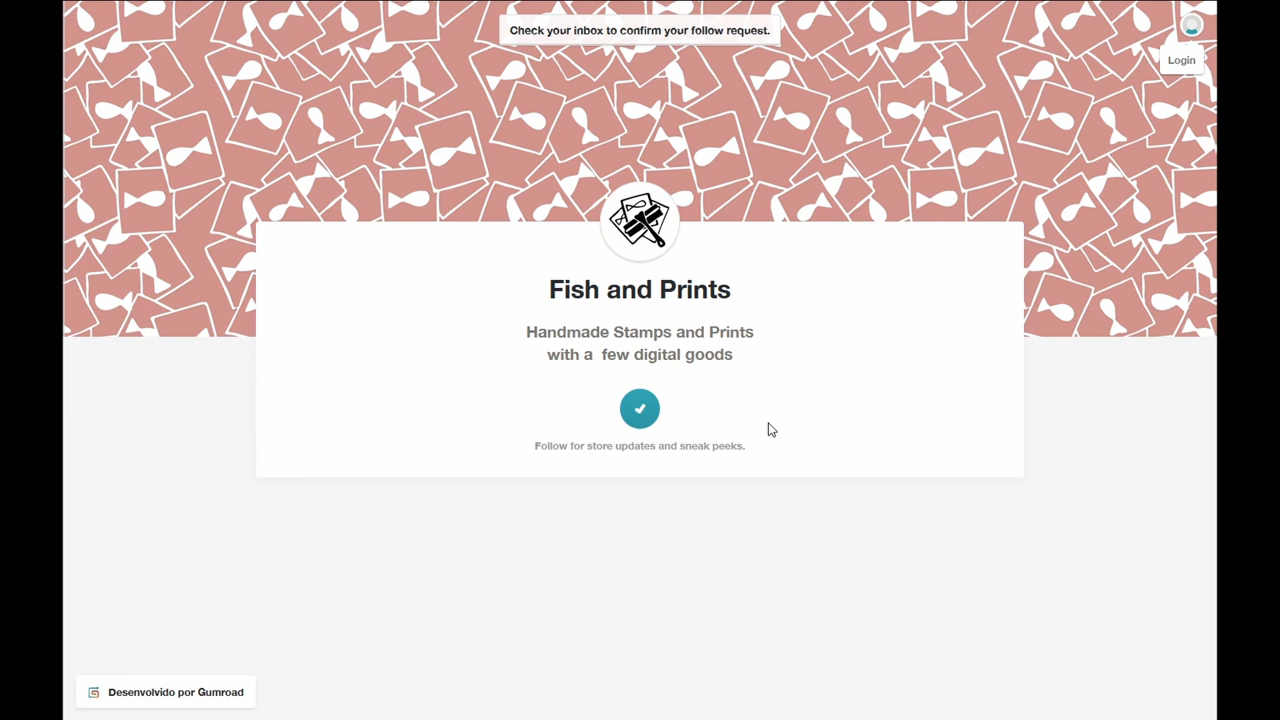 Check your inbox to confirm your follow request.
Login
Fish and Prints
Handmade Stamps and Prints
with a  few digital goods
Follow for store updates and sneak peeks.
Desenvolvido por Gumroad